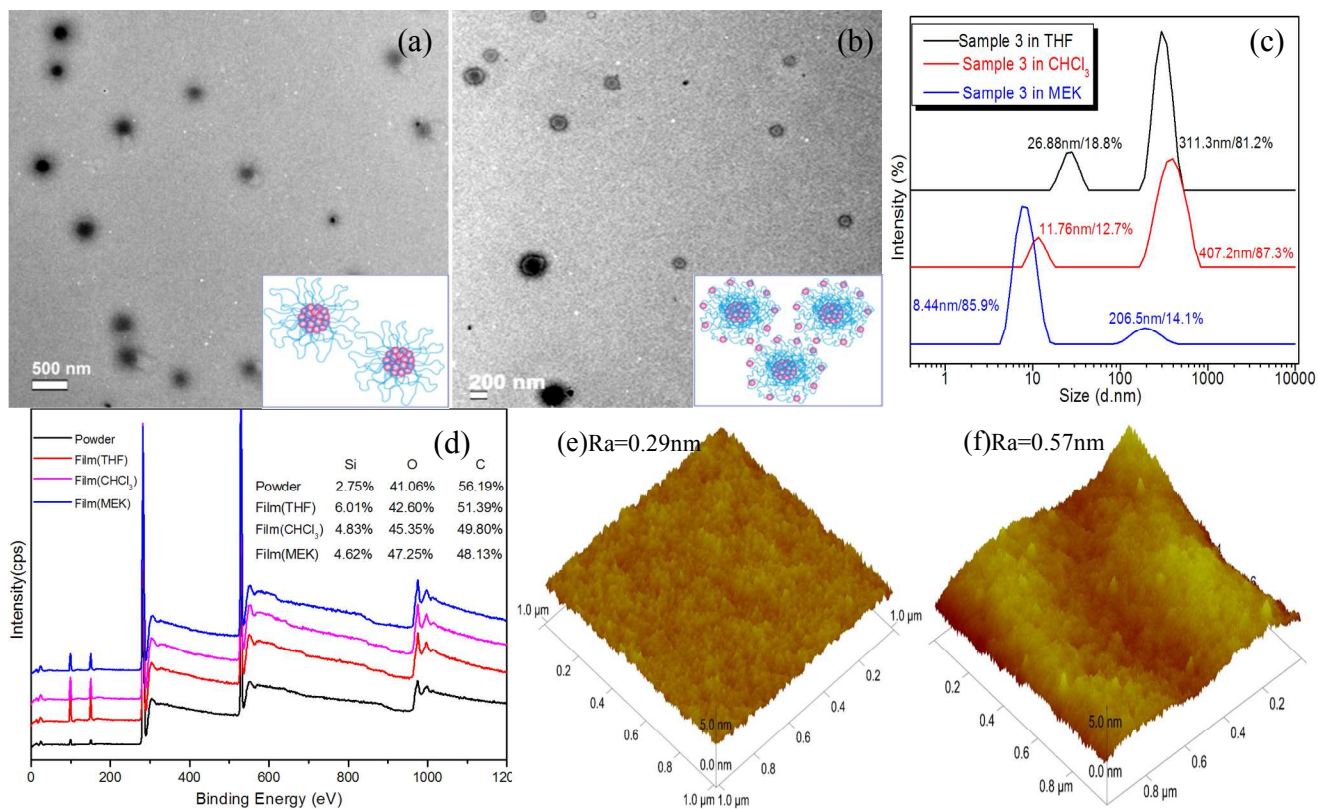 (a)
500 nm
(b)
200 nm
(c)
Sample 3 in THF
Sample 3 in CHCl3
Sample 3 in MEK
26.88nm/18.8%
311.3nm/81.2%
11.76nm/12.7%
407.2nm/87.3%
8.44nm/85.9%
206.5nm/14.1%
Intensity (%)
1
10
100
1000
10000
Size (d.nm)
(d)
Powder
Film(THF)
Film(CHCl3)
Film(MEK)
Si O C
Powder 2.75% 41.06% 56.19%
Film(THF) 6.01% 42.60% 51.39%
Film(CHCl3) 4.83% 45.35% 49.80%
Film(MEK) 4.62% 47.25% 48.13%
Intensity(cps)
0 200 400 600 800 1000 120
Binding Energy (eV)
(e)Ra=0.29nm
1.0 µm
1.0 µm
0.2
0.2
0.4
0.4
0.6
0.6
0.8
0.8
5.0 nm
0.0 nm
1.0 µm 1.0 µm
(f)Ra=0.57nm
0.2
0.2
0.4
0.4
0.6
0.6
0.8 µm
0.8 µm
5.0 nm
0.0 nm